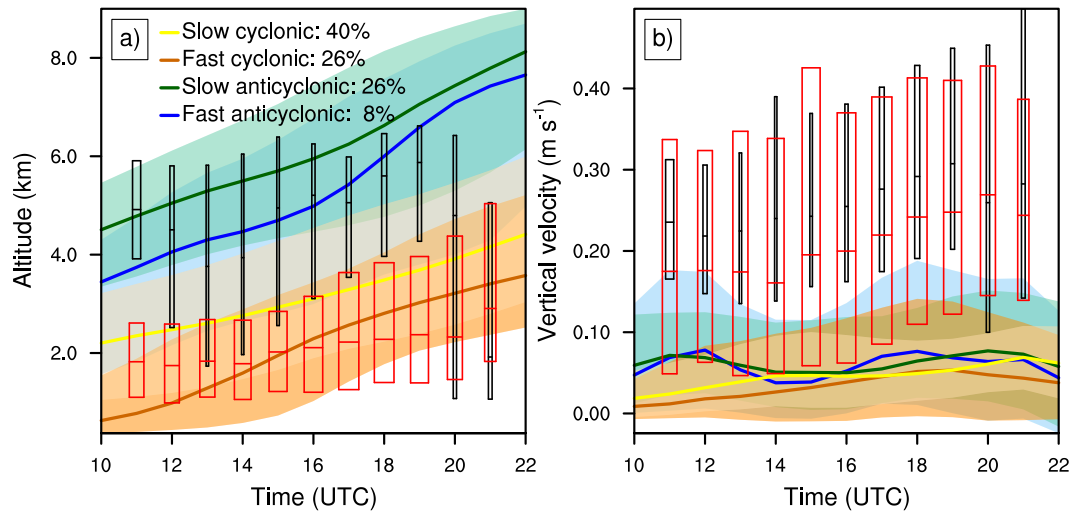 a)
Slow cyclonic: 40%
Fast cyclonic: 26%
Slow anticyclonic: 26%
Fast anticyclonic: 8%
8.0
6.0
4.0
2.0
Altitude (km)
10 12 14 16 18 20 22
Time (UTC)
b)
0.40
0.30
0.20
0.10
0.00
Vertical velocity (m s⁻¹)
10 12 14 16 18 20 22
Time (UTC)